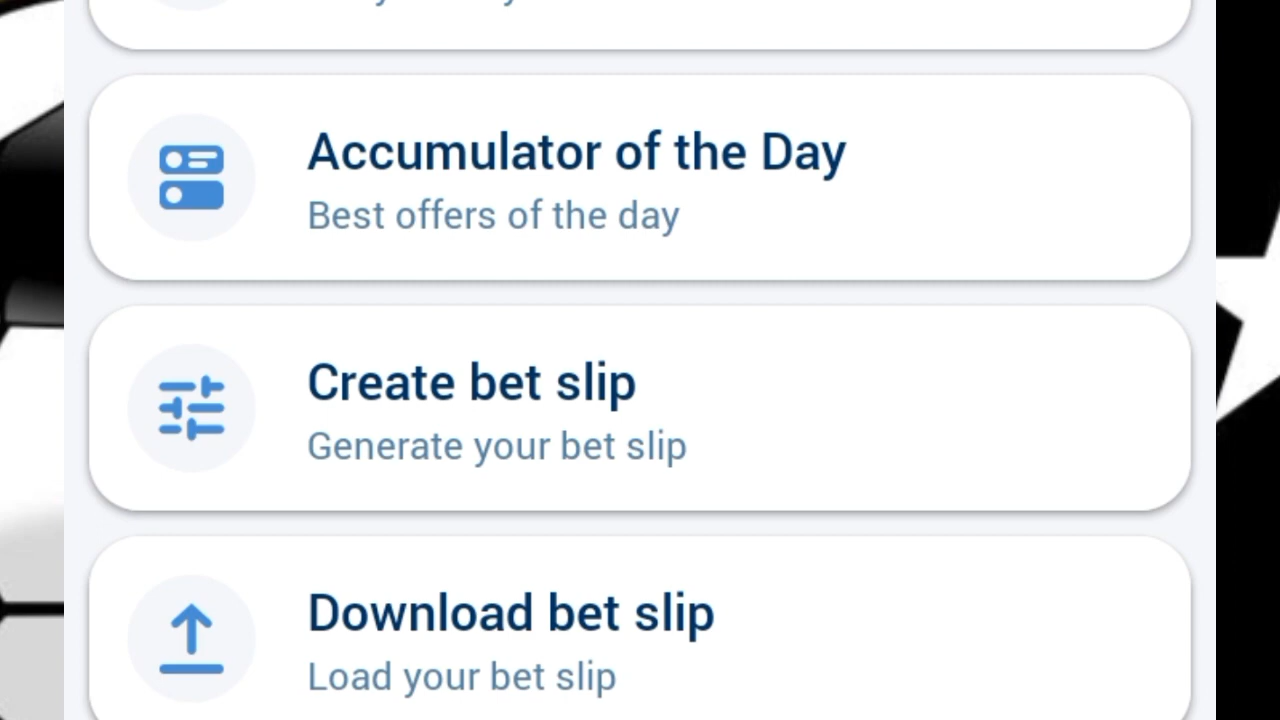 Accumulator of the Day
Best offers of the day
Create bet slip
Generate your bet slip
Download bet slip
Load your bet slip